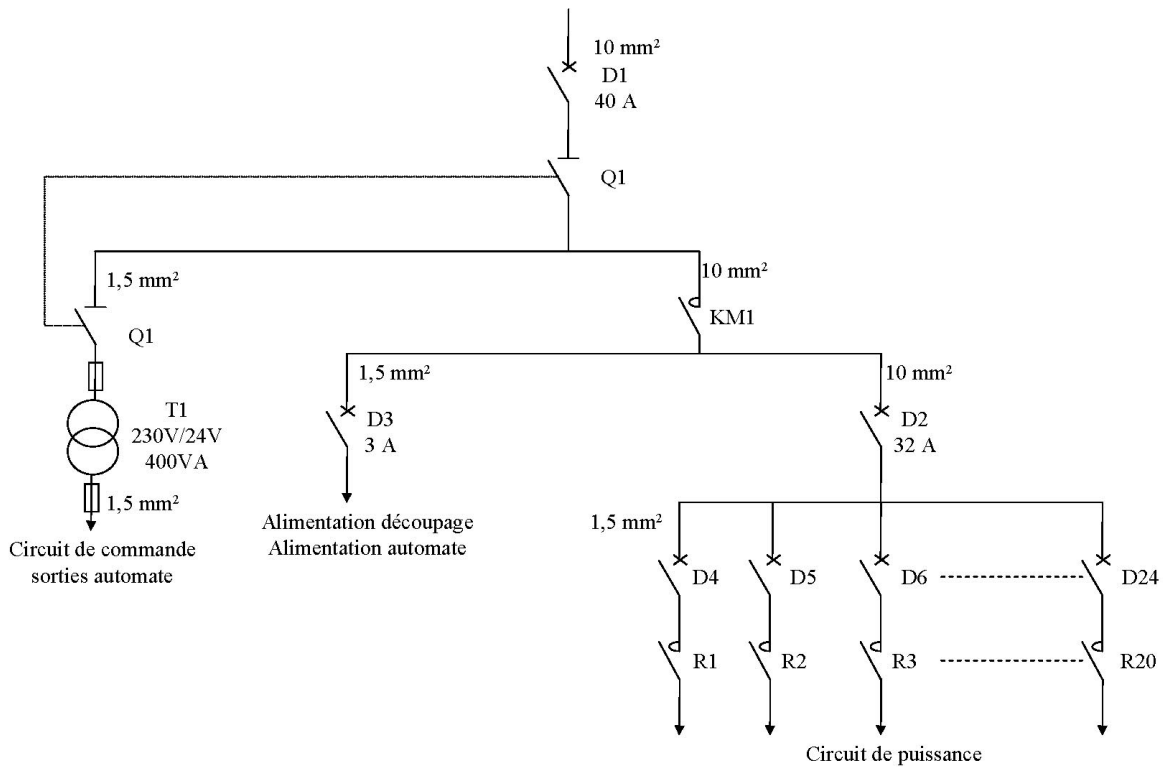 10 mm²
D1
40 A
Q1
1,5 mm²
10 mm²
Q1
KM1
1,5 mm²
10 mm²
T1
230V/24V
400VA
D3
3 A
D2
32 A
1,5 mm²
Circuit de commande
sorties automate
Alimentation découpage
Alimentation automate
1,5 mm²
D4
D5
D6
D24
R1
R2
R3
R20
Circuit de puissance